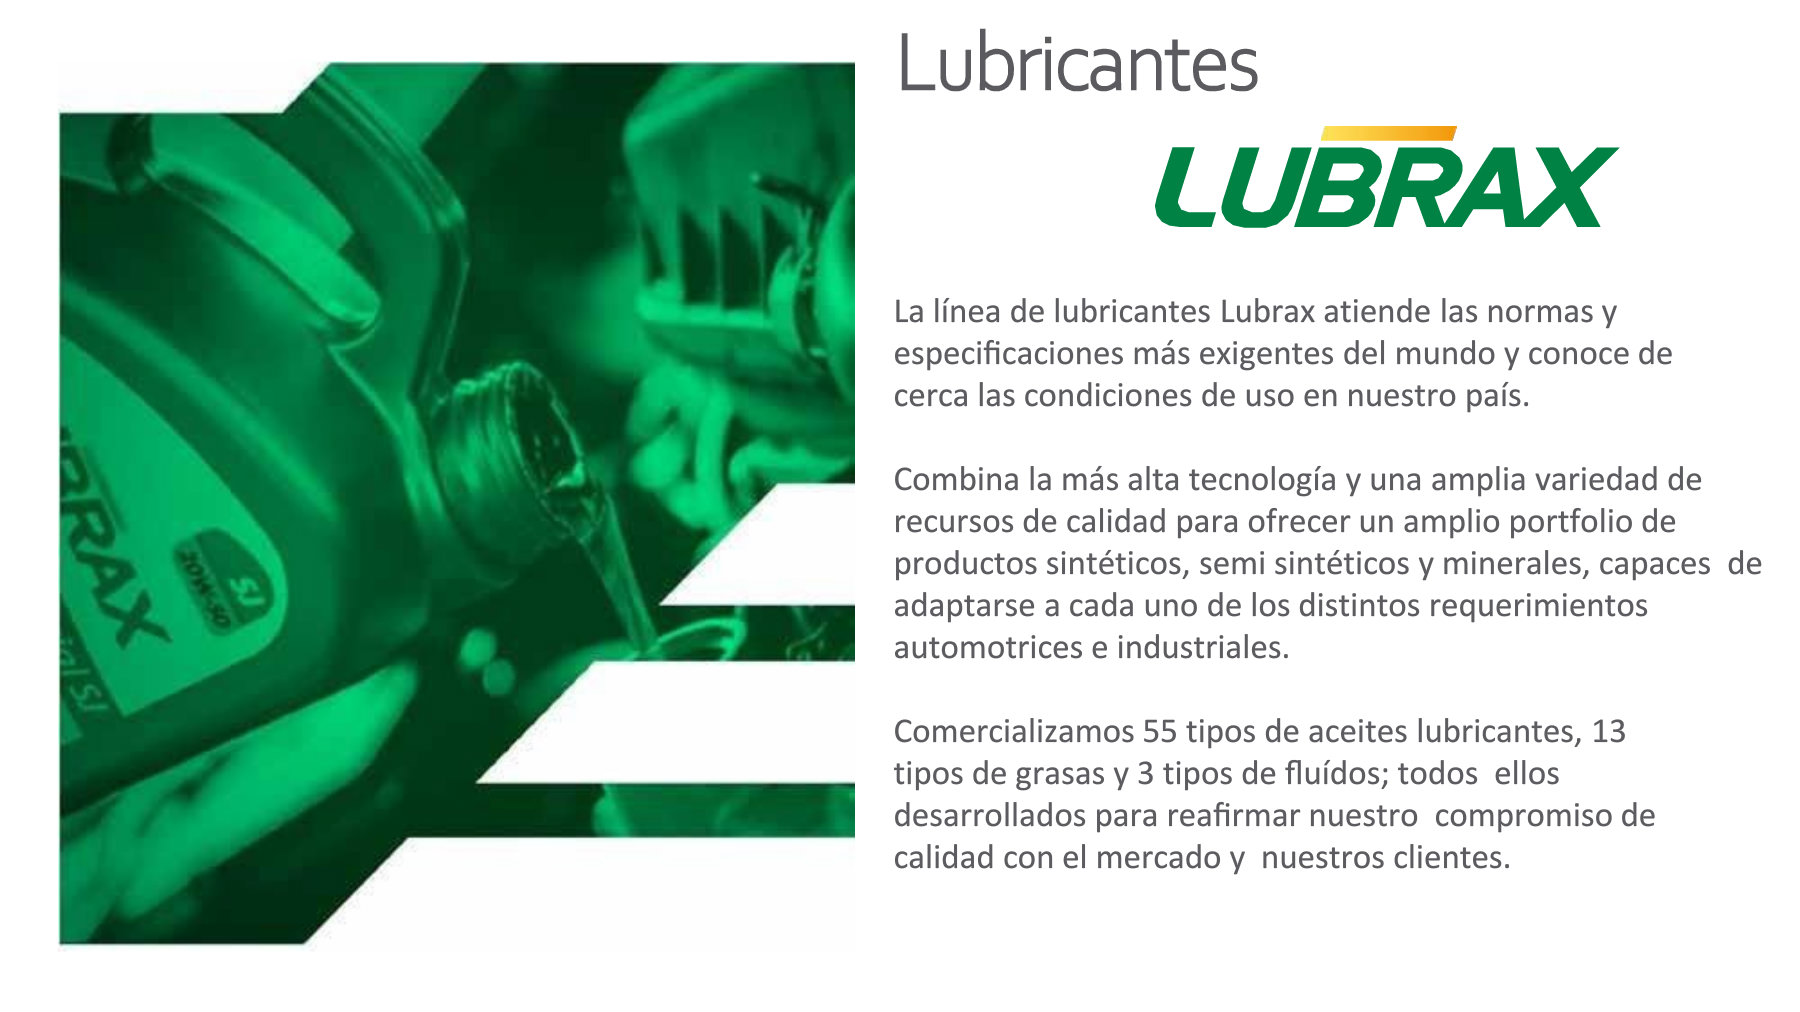 Lubricantes
LUBRAX
La línea de lubricantes Lubrax atiende las normas y
especificaciones más exigentes del mundo y conoce de
cerca las condiciones de uso en nuestro país.
Combina la más alta tecnología y una amplia variedad de
recursos de calidad para ofrecer un amplio portfolio de
productos sintéticos, semi sintéticos y minerales, capaces  de
adaptarse a cada uno de los distintos requerimientos
automotrices e industriales.
Comercializamos 55 tipos de aceites lubricantes, 13
tipos de grasas y 3 tipos de fluídos; todos  ellos
desarrollados para reafirmar nuestro  compromiso de
calidad con el mercado y  nuestros clientes.
BRAX
SJ
20W-50